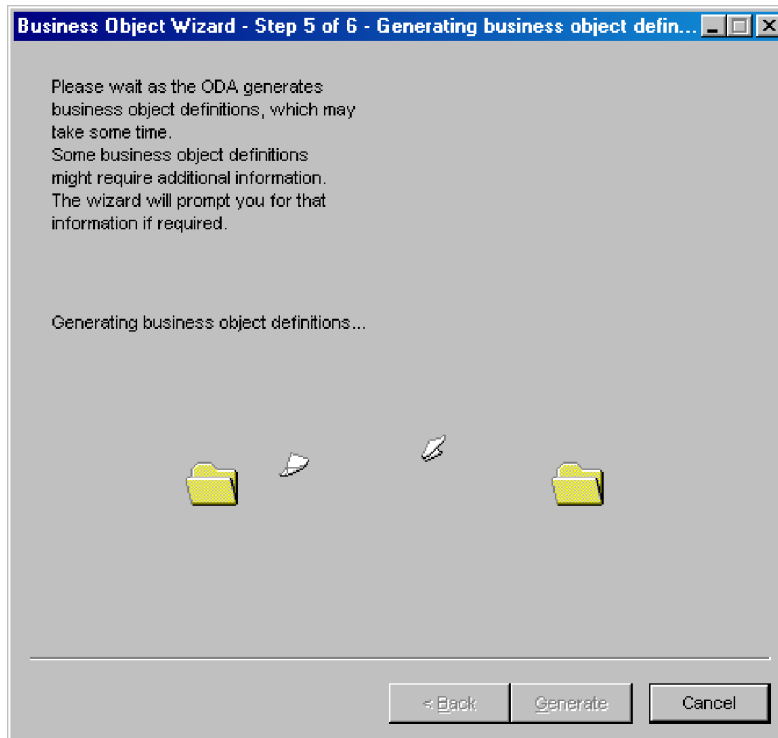 Business Object Wizard - Step 5 of 6 - Generating business object defin...
Please wait as the ODA generates
business object definitions, which may
take some time.
Some business object definitions
might require additional information.
The wizard will prompt you for that
information if required.
Generating business object definitions...
< Back
Generate
Cancel